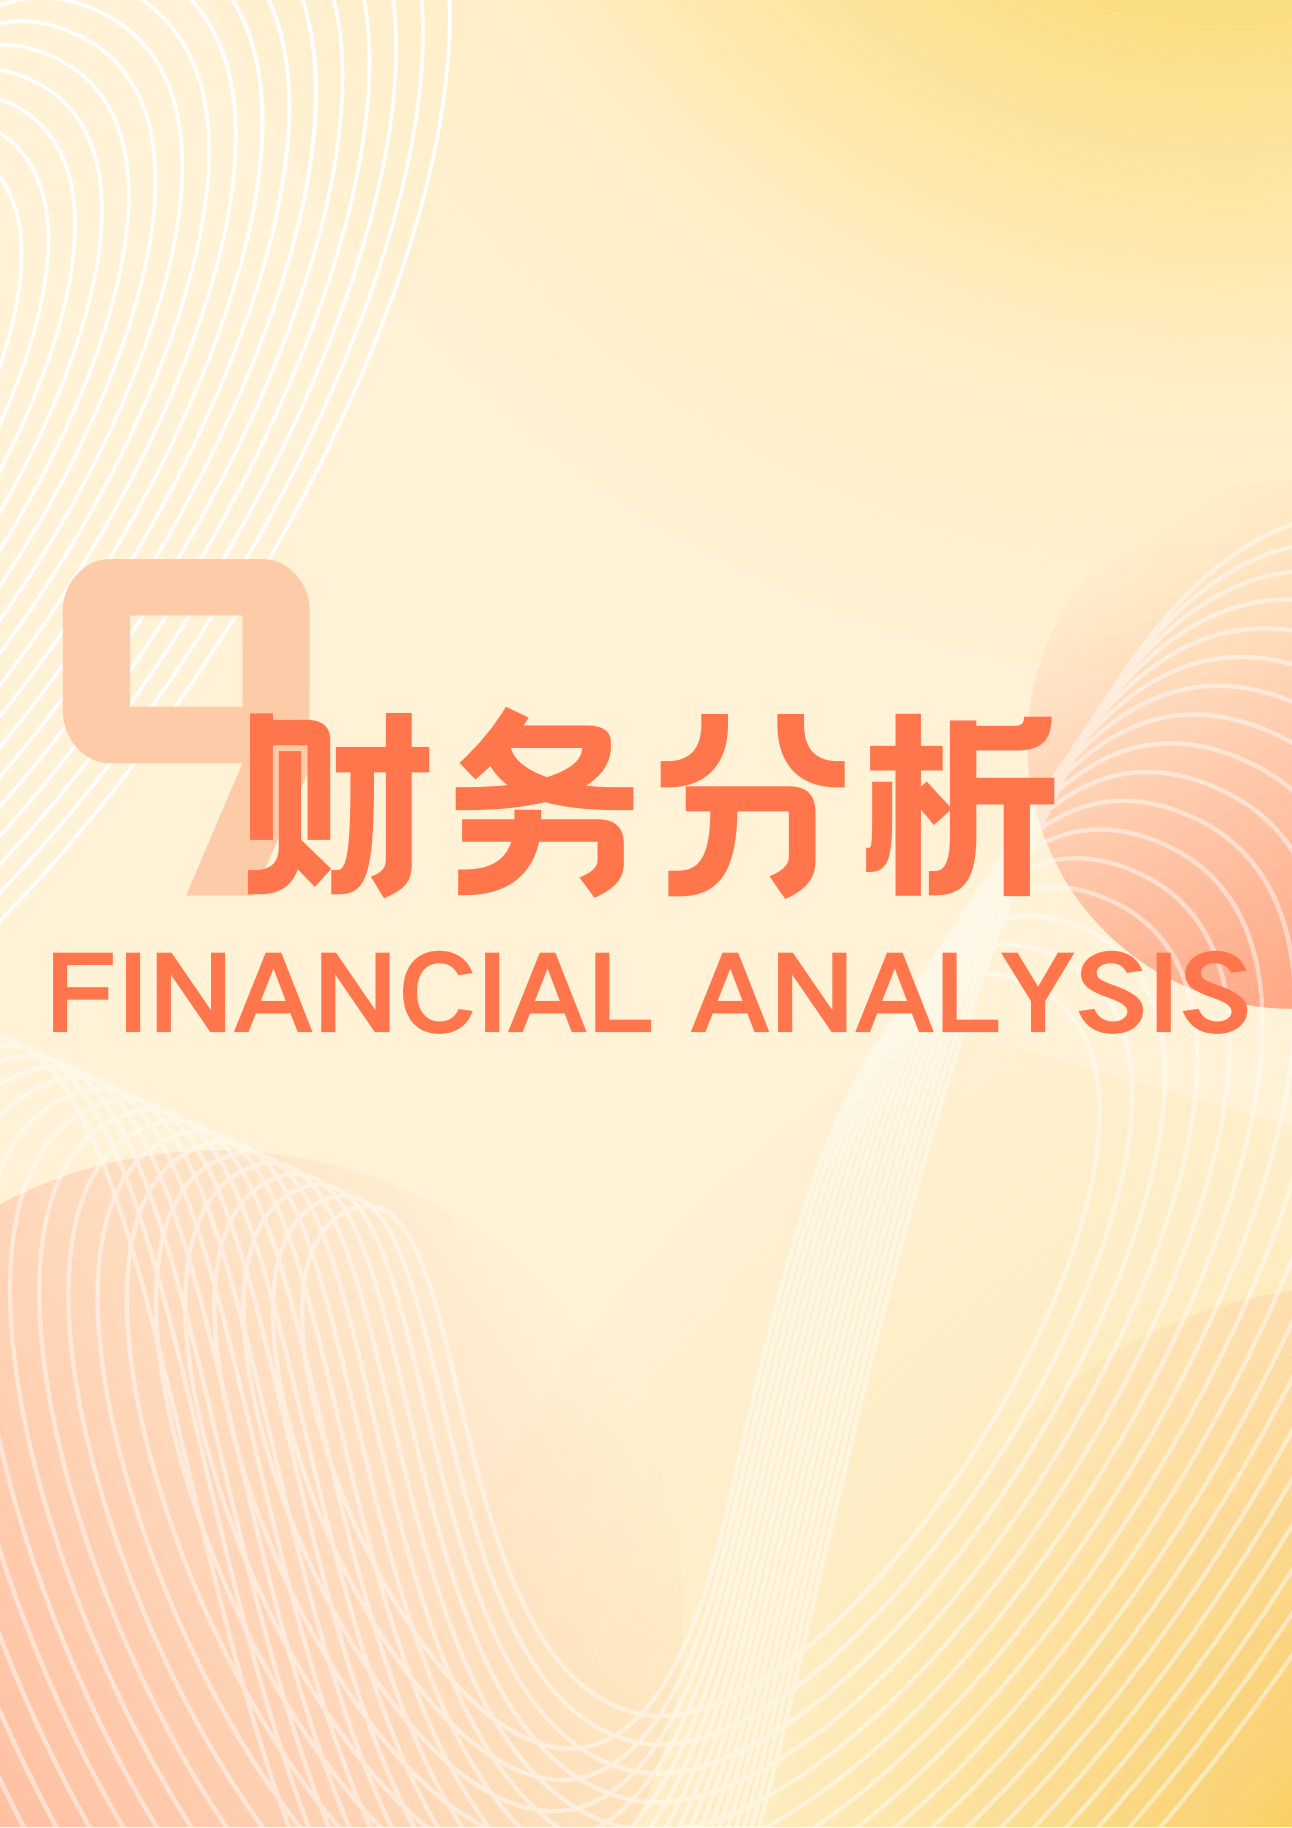 9
财务分析
FINANCIAL ANALYSIS